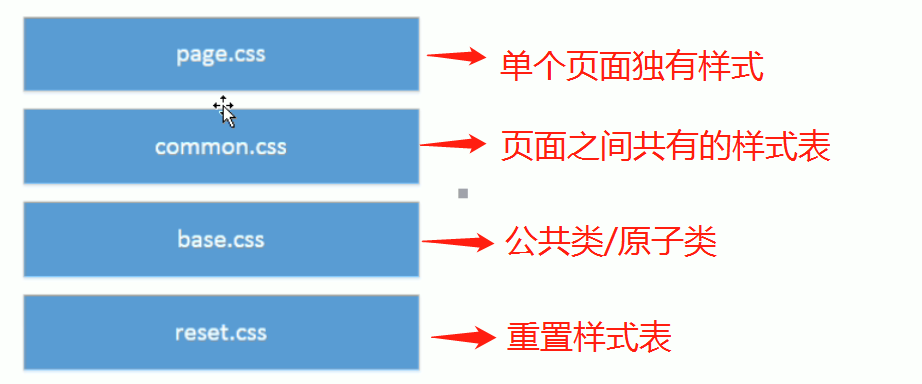 page.css
单个页面独有样式
common.css
页面之间共有的样式表
base.css
公共类/原子类
reset.css
重置样式表